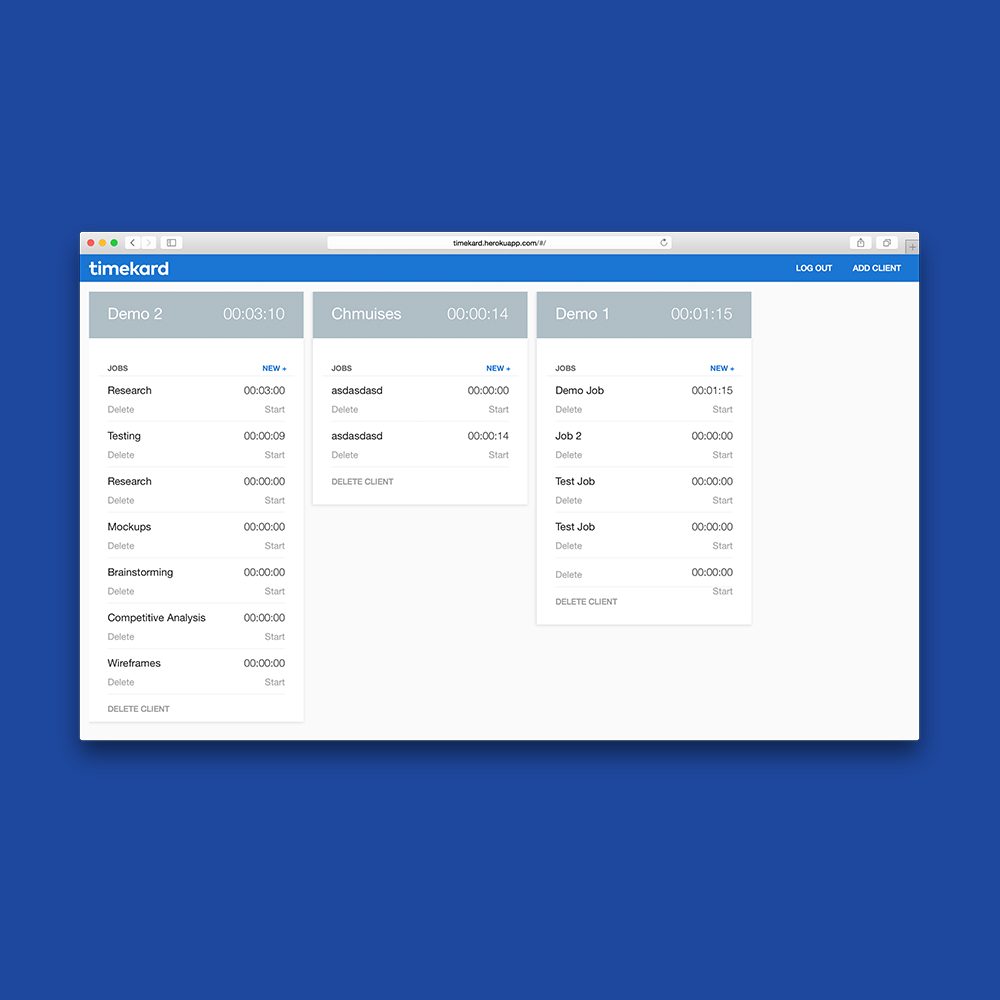 timekard.herokuapp.com/#/
timekard
LOG OUT ADD CLIENT
Demo 2 00:03:10
JOBS NEW +
Research 00:03:00
Delete Start
Testing 00:00:09
Delete Start
Research 00:00:00
Delete Start
Mockups 00:00:00
Delete Start
Brainstorming 00:00:00
Delete Start
Competitive Analysis 00:00:00
Delete Start
Wireframes 00:00:00
Delete Start
DELETE CLIENT
Chmuises 00:00:14
JOBS NEW +
asdasdasd 00:00:00
Delete Start
asdasdasd 00:00:14
Delete Start
DELETE CLIENT
Demo 1 00:01:15
JOBS NEW +
Demo Job 00:01:15
Delete Start
Job 2 00:00:00
Delete Start
Test Job 00:00:00
Delete Start
Test Job 00:00:00
Delete Start
00:00:00
Delete Start
DELETE CLIENT